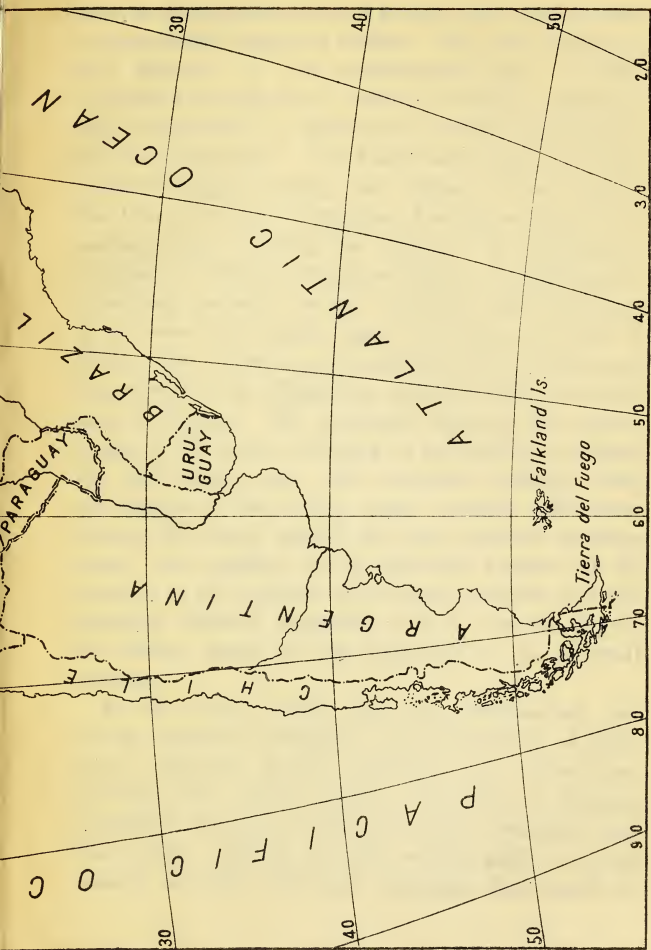 30
40
50
OCEAN
ATLANTIC
BRAZIL
PARAGUAY
URU-
GUAY
Falkland Is.
Tierra del Fuego
ARGENTINA
CHILE
PACIFIC OC
30
40
50
20
30
40
50
60
70
80
90